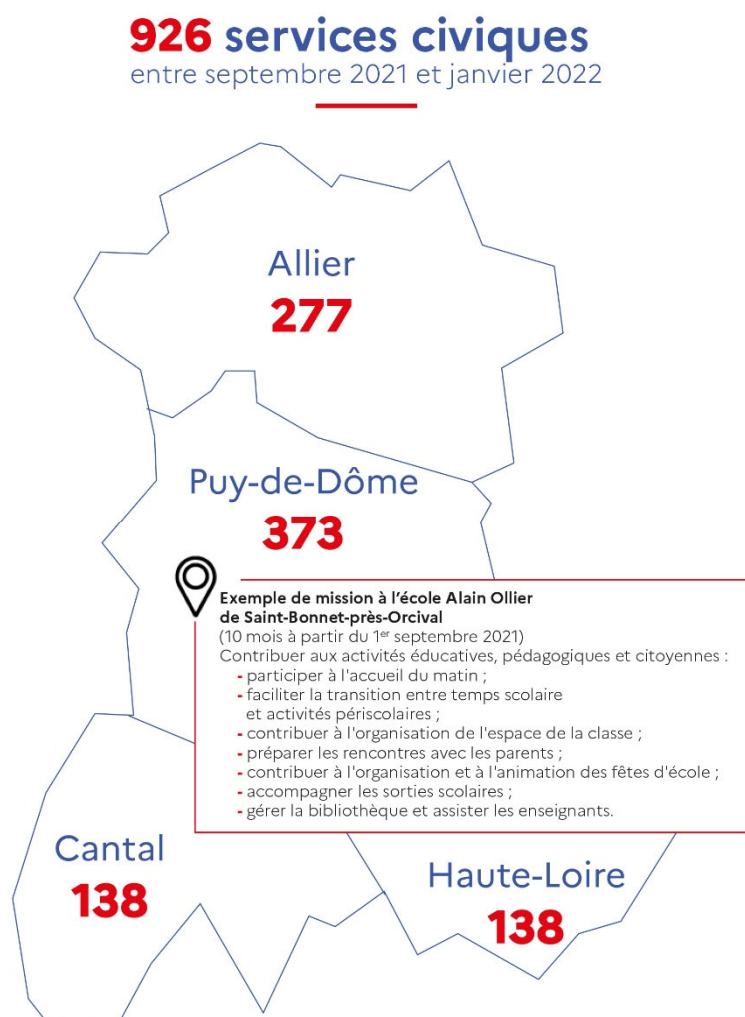 926 services civiques
entre septembre 2021 et janvier 2022
Allier
277
Puy-de-Dôme
373
Exemple de mission à l'école Alain Ollier
de Saint-Bonnet-près-Orcival
(10 mois à partir du 1er septembre 2021)
Contribuer aux activités éducatives, pédagogiques et citoyennes :
- participer à l'accueil du matin ;
- faciliter la transition entre temps scolaire
et activités périscolaires ;
- contribuer à l'organisation de l'espace de la classe ;
- préparer les rencontres avec les parents ;
- contribuer à l'organisation et à l'animation des fêtes d'école ;
- accompagner les sorties scolaires ;
- gérer la bibliothèque et assister les enseignants.
Cantal
138
Haute-Loire
138